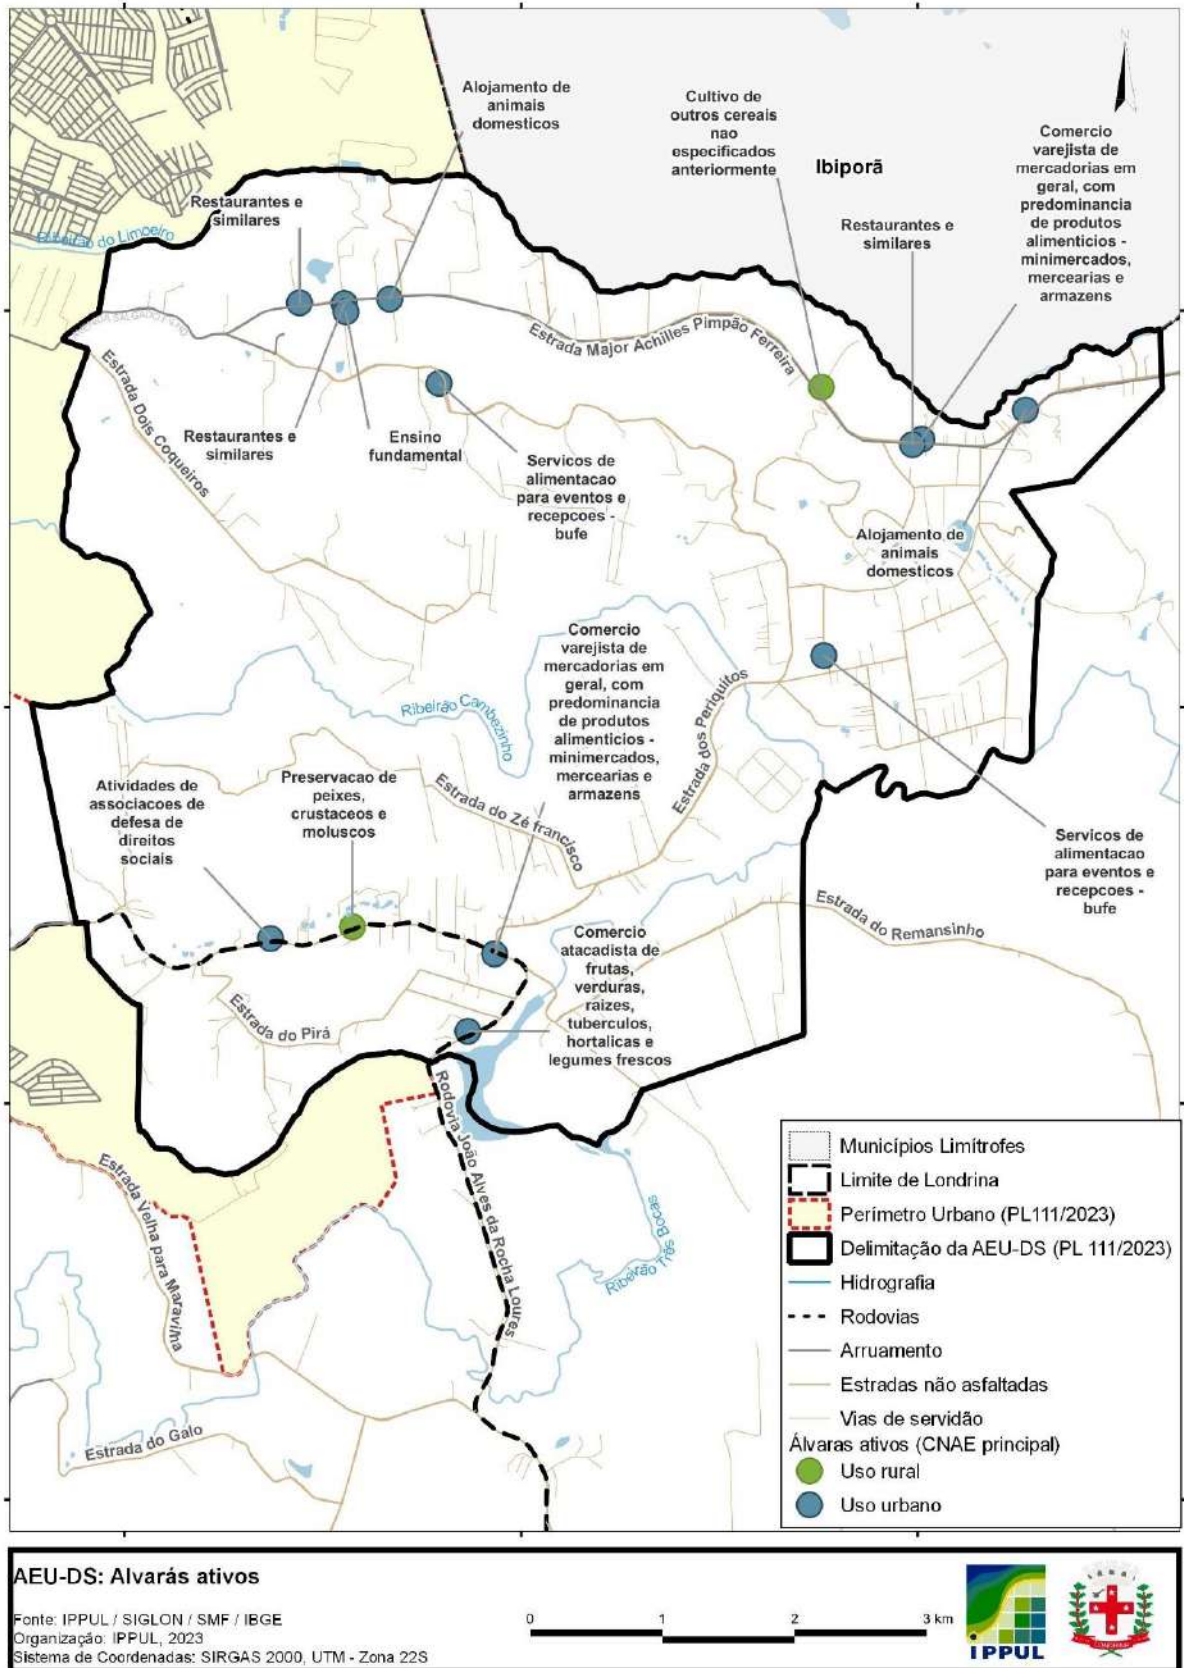 N
Alojamento de
animais
domesticos
Cultivo de
outros cereais
nao
especificados
anteriormente
Ibiporã
Comercio
varejista de
mercadorias em
geral, com
predominancia
de produtos
alimenticios -
minimercados,
mercearias e
armazens
Restaurantes e
similares
Restaurantes e
similares
Ribeirão do Limoeiro
Estrada Major Achilles Pimpão Ferreira
Estrada Dois Coqueiros
Restaurantes e
similares
Ensino
fundamental
Servicos de
alimentacao
para eventos e
recepcoes -
bufe
Alojamento de
animais
domesticos
Comercio
varejista de
mercadorias em
geral, com
predominancia
de produtos
alimenticios -
minimercados,
mercearias e
armazens
Ribeirão Cambezinho
Estrada dos Periquitos
Atividades de
associacoes de
defesa de
direitos
sociais
Preservacao de
peixes,
crustaceos e
moluscos
Estrada do Zé francisco
Servicos de
alimentacao
para eventos e
recepcoes -
bufe
Estrada do Remansinho
Comercio
atacadista de
frutas,
verduras,
raizes,
tuberculos,
hortalicas e
legumes frescos
Estrada do Pirá
Rodovia João Alves da Rocha Loures
Estrada Velha para Maravilha
Ribeirão Três Bocas
Estrada do Galo
Municípios Limítrofes
Limite de Londrina
Perímetro Urbano (PL111/2023)
Delimitação da AEU-DS (PL 111/2023)
Hidrografia
Rodovias
Arruamento
Estradas não asfaltadas
Vias de servidão
Álvaras ativos (CNAE principal)
Uso rural
Uso urbano
AEU-DS: Alvarás ativos
Fonte: IPPUL / SIGLON / SMF / IBGE
Organização: IPPUL, 2023
Sistema de Coordenadas: SIRGAS 2000, UTM - Zona 22S
0 1 2 3 km
IPPUL